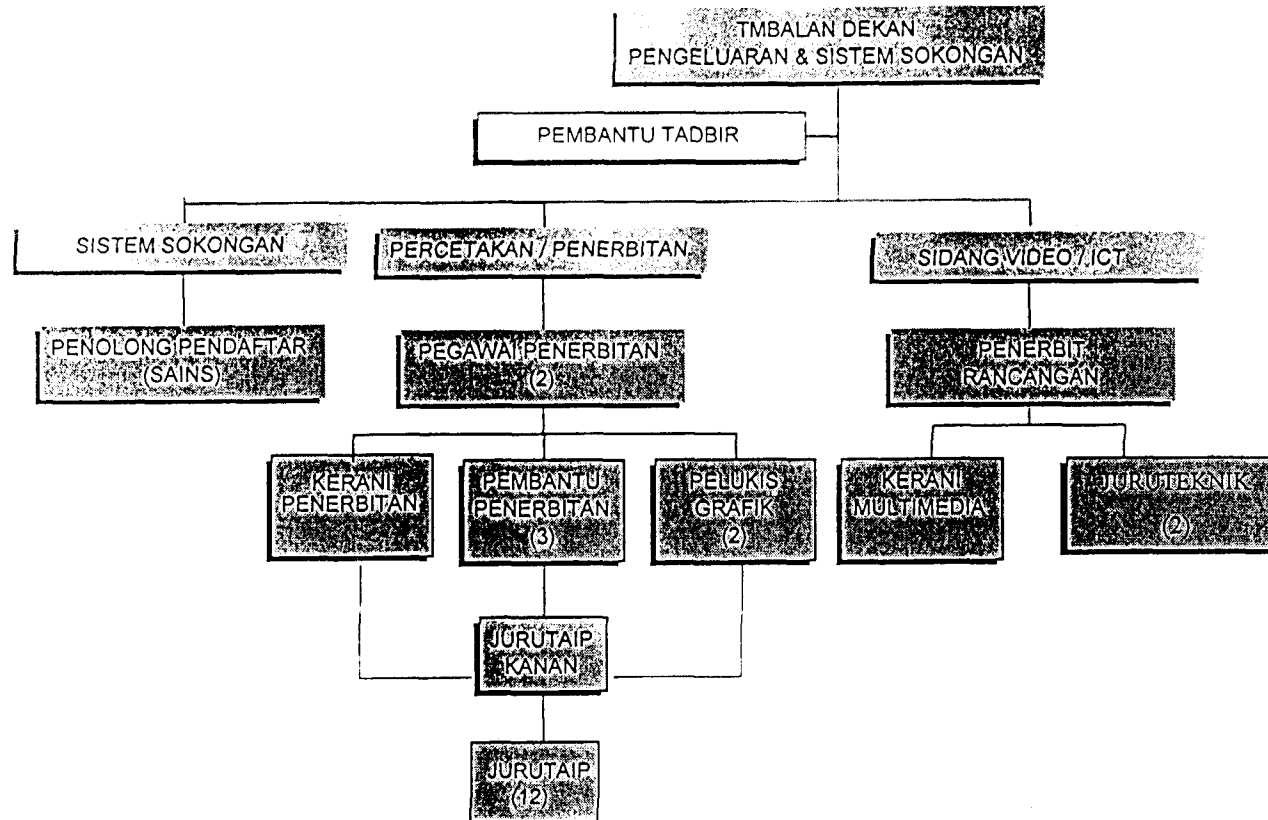 TMBALAN DEKAN
PENGELUARAN & SISTEM SOKONGAN
PEMBANTU TADBIR
SISTEM SOKONGAN
PERCETAKAN / PENERBITAN
SIDANG VIDEO / ICT
PENOLONG PENDAFTAR
(SAINS)
PEGAWAI PENERBITAN
(2)
PENERBIT
RANCANGAN
KERANI
PENERBITAN
PEMBANTU
PENERBITAN
(3)
PELUKIS
GRAFIK
(2)
KERANI
MULTIMEDIA
JURUTEKNIK
(2)
JURUTAIP
KANAN
JURUTAIP
(12)